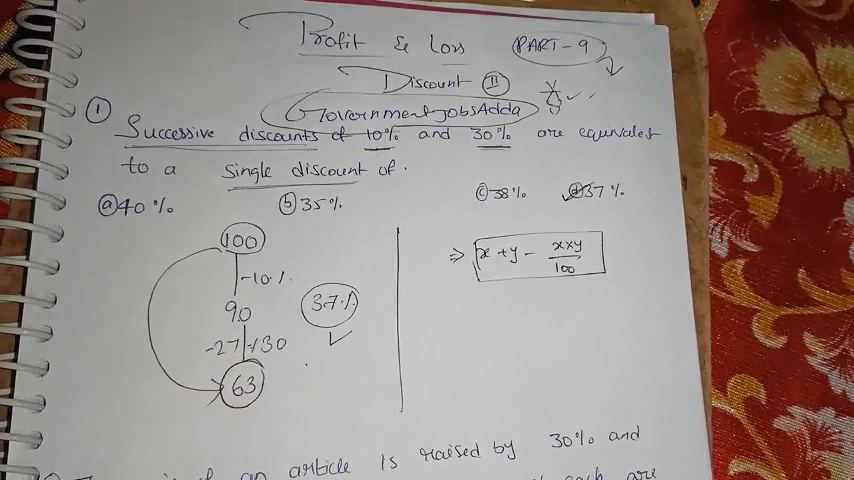 Profit & Loss PART-9
Discount II
GovernmentjobsAdda
① Successive discounts of 10% and 30% are equivalent
to a single discount of.
ⓐ 40% ⓑ 35% ⓒ 38% ⓓ 37%
100
-10%
90
-27 -30
63
37%
⇒ x + y - x×y/100
an article is raised by 30% and
each are